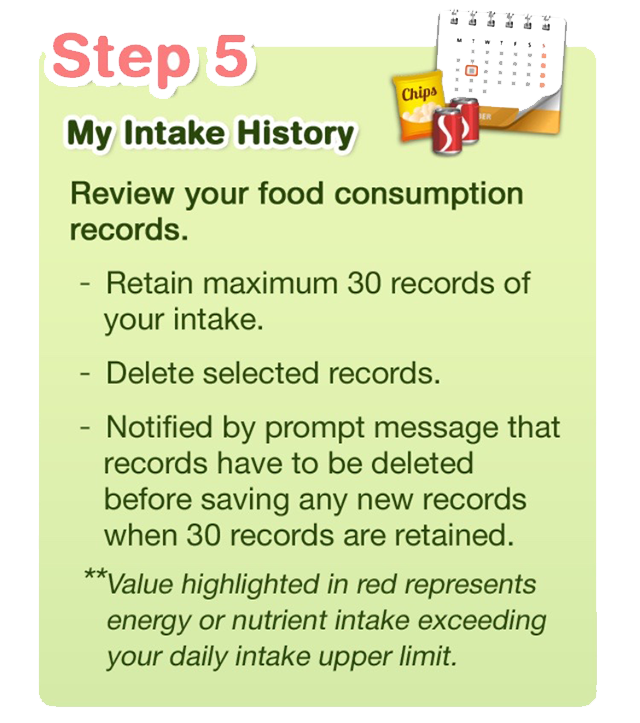 Step 5
Chips
M T W T F S S
BER
My Intake History
Review your food consumption
records.
- Retain maximum 30 records of
your intake.
- Delete selected records.
- Notified by prompt message that
records have to be deleted
before saving any new records
when 30 records are retained.
**Value highlighted in red represents
energy or nutrient intake exceeding
your daily intake upper limit.